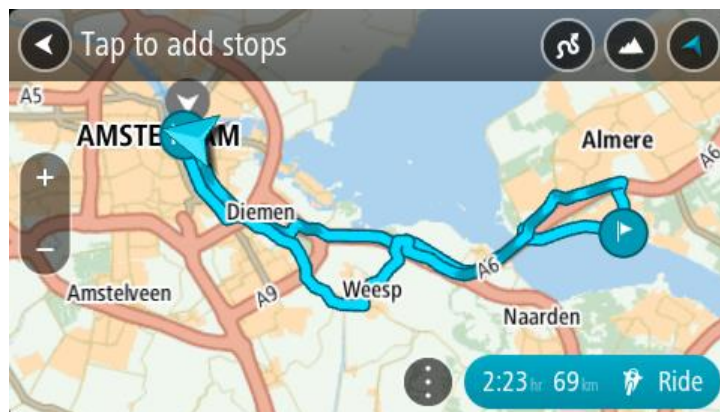 Tap to add stops
A5
AMSTE AM
Almere
A6
+
Diemen
−
Amstelveen
A9
Weesp
A6
Naarden
2:23 hr 69 km Ride